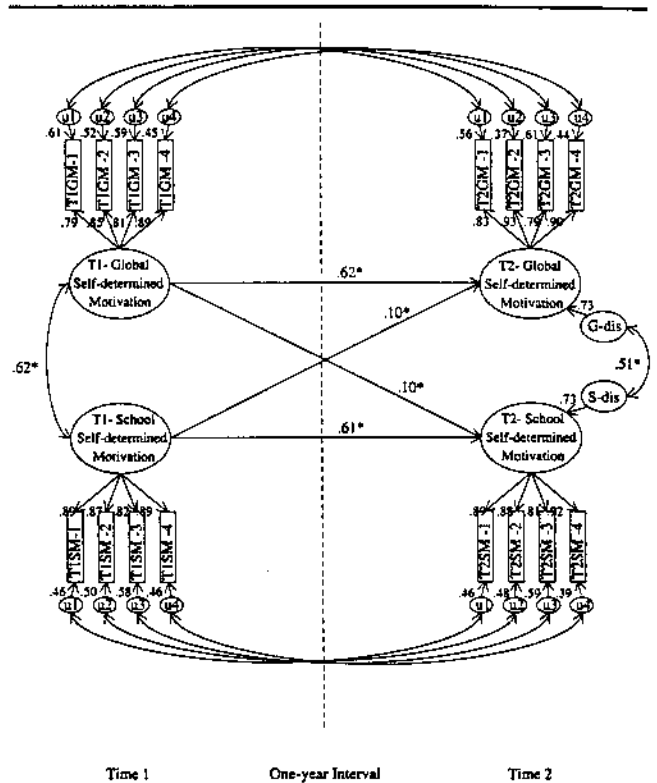 u1 u2 u3 u4
.61 .52 .59 .45
T1GM -1 T1GM -2 T1GM -3 T1GM -4
.79 .85 .81 .89
u1 u2 u3 u4
.56 .37 .61 .44
T2GM -1 T2GM -2 T2GM -3 T2GM -4
.83 .93 .79 .90
T1- Global
Self-determined
Motivation
T2- Global
Self-determined
Motivation
.62*
.10*
.10*
.61*
.62*
.73
G-dis
.51*
S-dis
.73
T1- School
Self-determined
Motivation
T2- School
Self-determined
Motivation
.89 .87 .82 .89
T1SM-1 T1SM -2 T1SM -3 T1SM -4
.46 .50 .58 .46
u1 u2 u3 u4
.89 .88 .81 .92
T2SM -1 T2SM -2 T2SM -3 T2SM -4
.46 .48 .59 .39
u u2 u3 u4
Time 1 One-year Interval Time 2